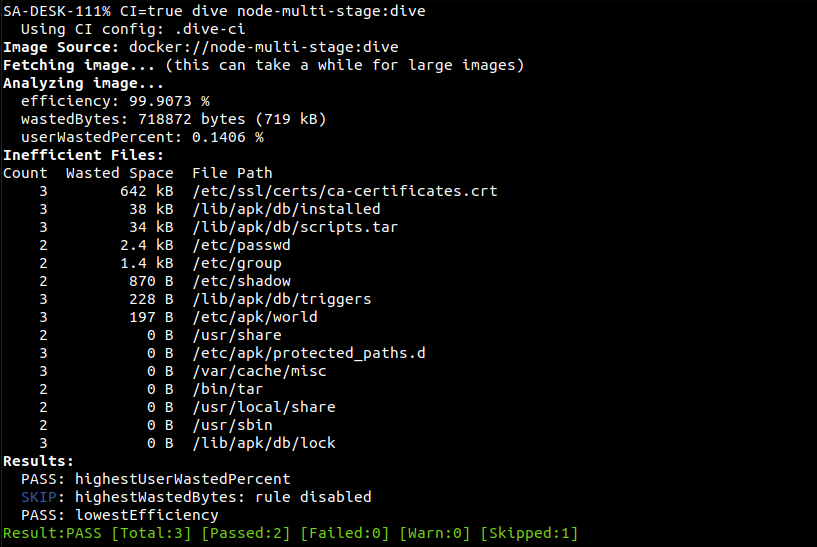 SA-DESK-111% CI=true dive node-multi-stage:dive
  Using CI config: .dive-ci
Image Source: docker://node-multi-stage:dive
Fetching image... (this can take a while for large images)
Analyzing image...
  efficiency: 99.9073 %
  wastedBytes: 718872 bytes (719 kB)
  userWastedPercent: 0.1406 %
Inefficient Files:
Count  Wasted Space  File Path
    3        642 kB  /etc/ssl/certs/ca-certificates.crt
    3         38 kB  /lib/apk/db/installed
    3         34 kB  /lib/apk/db/scripts.tar
    2        2.4 kB  /etc/passwd
    2        1.4 kB  /etc/group
    2         870 B  /etc/shadow
    3         228 B  /lib/apk/db/triggers
    3         197 B  /etc/apk/world
    2           0 B  /usr/share
    3           0 B  /etc/apk/protected_paths.d
    3           0 B  /var/cache/misc
    2           0 B  /bin/tar
    2           0 B  /usr/local/share
    2           0 B  /usr/sbin
    3           0 B  /lib/apk/db/lock
Results:
  PASS: highestUserWastedPercent
  SKIP: highestWastedBytes: rule disabled
  PASS: lowestEfficiency
Result:PASS [Total:3] [Passed:2] [Failed:0] [Warn:0] [Skipped:1]